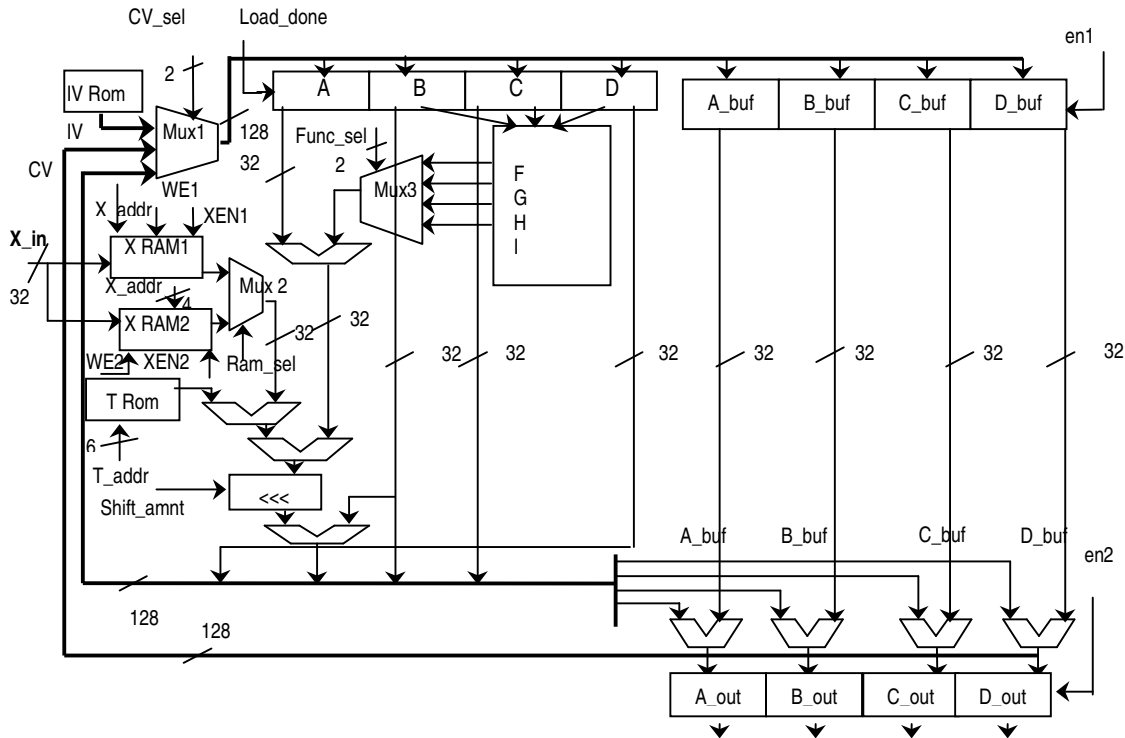 CV_sel
Load_done
en1
2
IV Rom
A
B
C
D
A_buf
B_buf
C_buf
D_buf
IV
Mux1
128
Func_sel
32
2
CV
WE1
Mux3
F
G
H
I
X_addr
XEN1
X_in
X RAM1
32
X_addr
4
Mux 2
X RAM2
32
32
WE2
XEN2
Ram_sel
32
32
32
32
32
32
32
T Rom
6
T_addr
Shift_amnt
<<<
A_buf
B_buf
C_buf
D_buf
en2
128
128
A_out
B_out
C_out
D_out